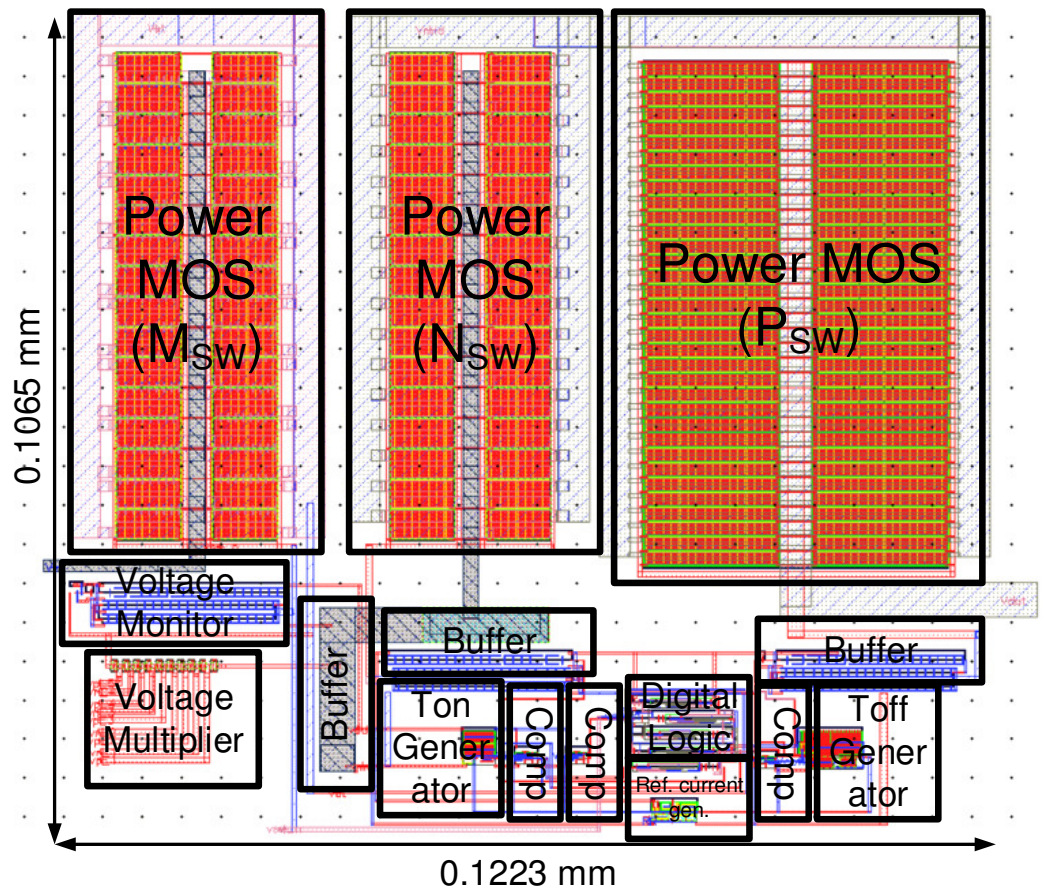 Power
MOS
(MSW)
Power
MOS
(NSW)
Power MOS
(PSW)
0.1065 mm
Voltage
Monitor
Voltage
Multiplier
Buffer
Buffer
Buffer
Ton
Gener
ator
Comp
Comp
Digital
Logic
Ref. current
gen.
Comp
Toff
Gener
ator
0.1223 mm